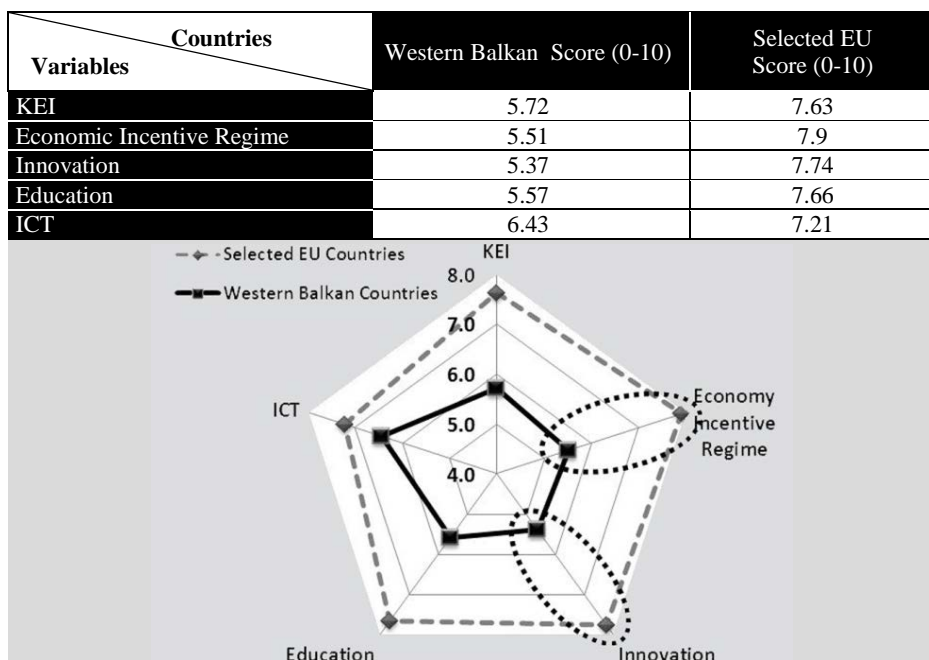 Countries
Variables
Western Balkan Score (0-10)
Selected EU
Score (0-10)
KEI 5.72 7.63
Economic Incentive Regime 5.51 7.9
Innovation 5.37 7.74
Education 5.57 7.66
ICT 6.43 7.21
Selected EU Countries
Western Balkan Countries
KEI
8.0
7.0
6.0
5.0
4.0
ICT
Economy
Incentive
Regime
Education
Innovation